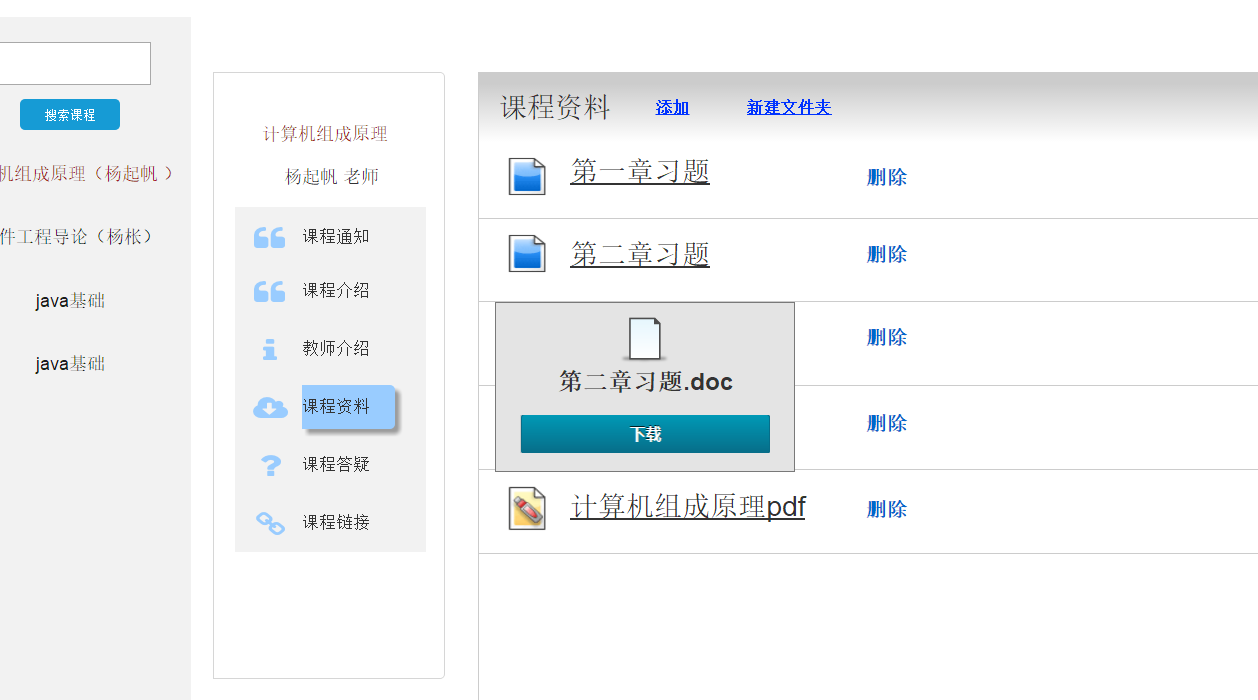 搜索课程
机组成原理（杨起帆 ）
件工程导论（杨枨）
java基础
java基础
计算机组成原理
杨起帆 老师
课程通知
课程介绍
教师介绍
课程资料
课程答疑
课程链接
课程资料 添加 新建文件夹
第一章习题 删除
第二章习题 删除
删除
第二章习题.doc
下载
删除
计算机组成原理pdf 删除